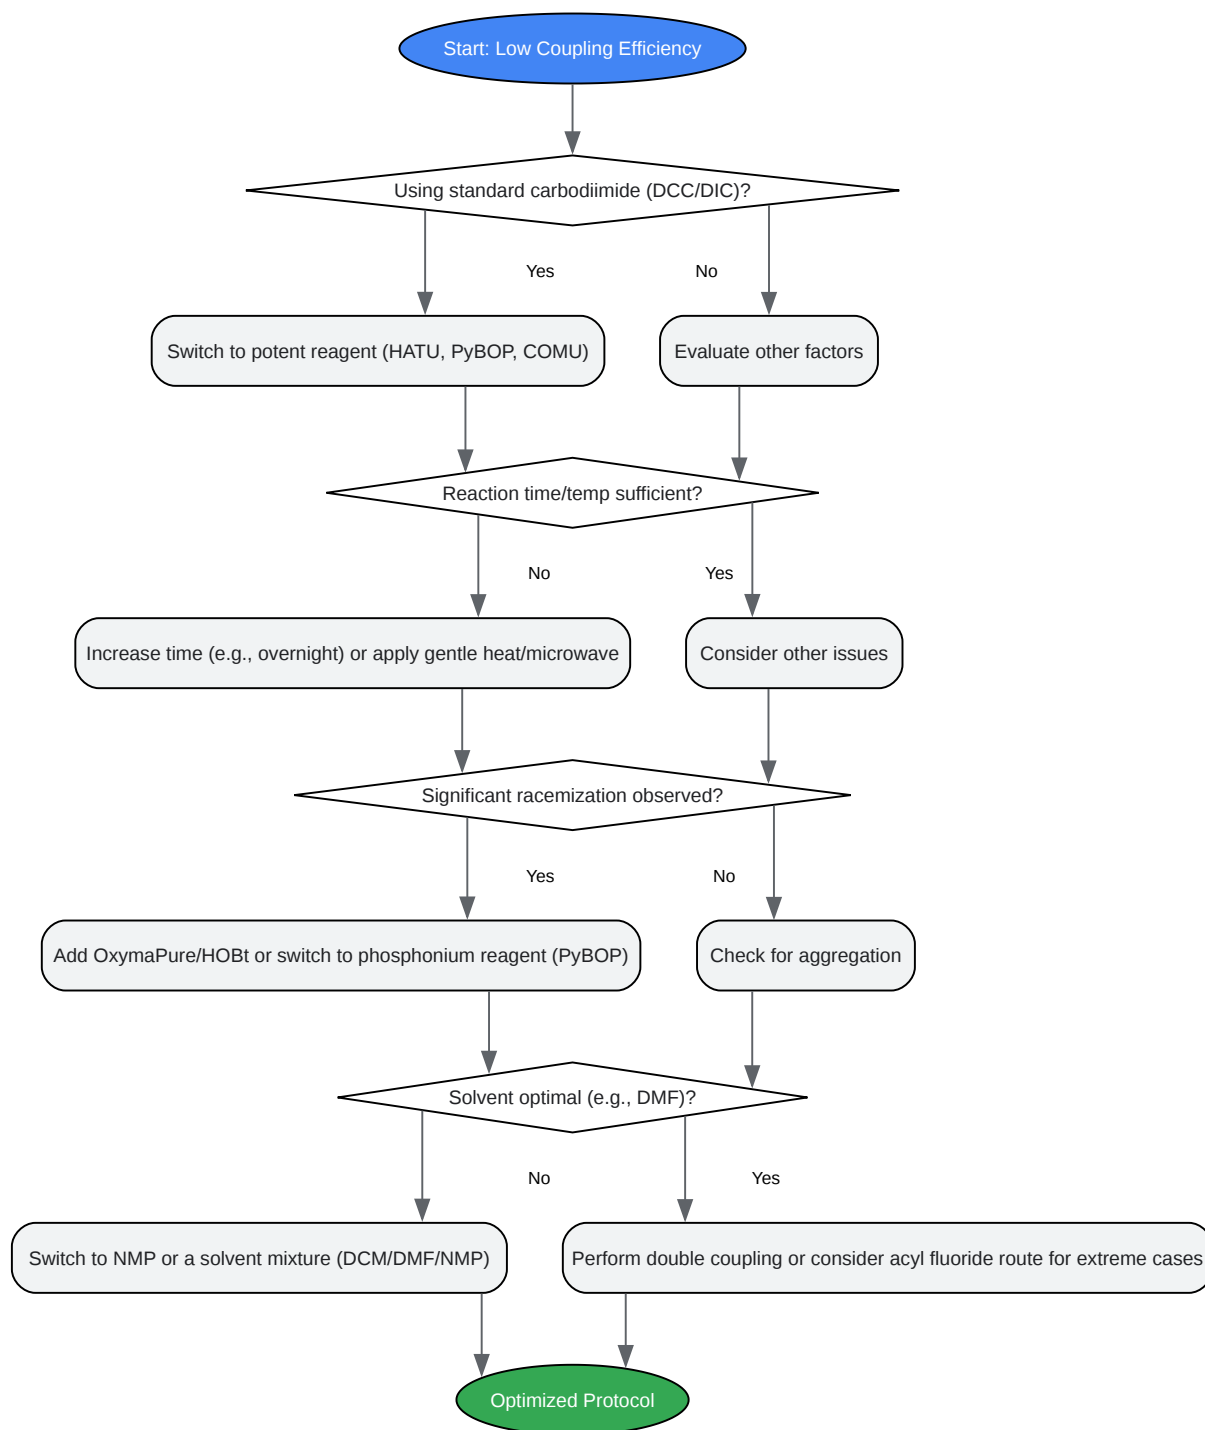 Start: Low Coupling Efficiency
Using standard carbodiimide (DCC/DIC)?
Yes
No
Switch to potent reagent (HATU, PyBOP, COMU)
Evaluate other factors
Reaction time/temp sufficient?
No
Yes
Increase time (e.g., overnight) or apply gentle heat/microwave
Consider other issues
Significant racemization observed?
Yes
No
Add OxymaPure/HOBt or switch to phosphonium reagent (PyBOP)
Check for aggregation
Solvent optimal (e.g., DMF)?
No
Yes
Switch to NMP or a solvent mixture (DCM/DMF/NMP)
Perform double coupling or consider acyl fluoride route for extreme cases
Optimized Protocol